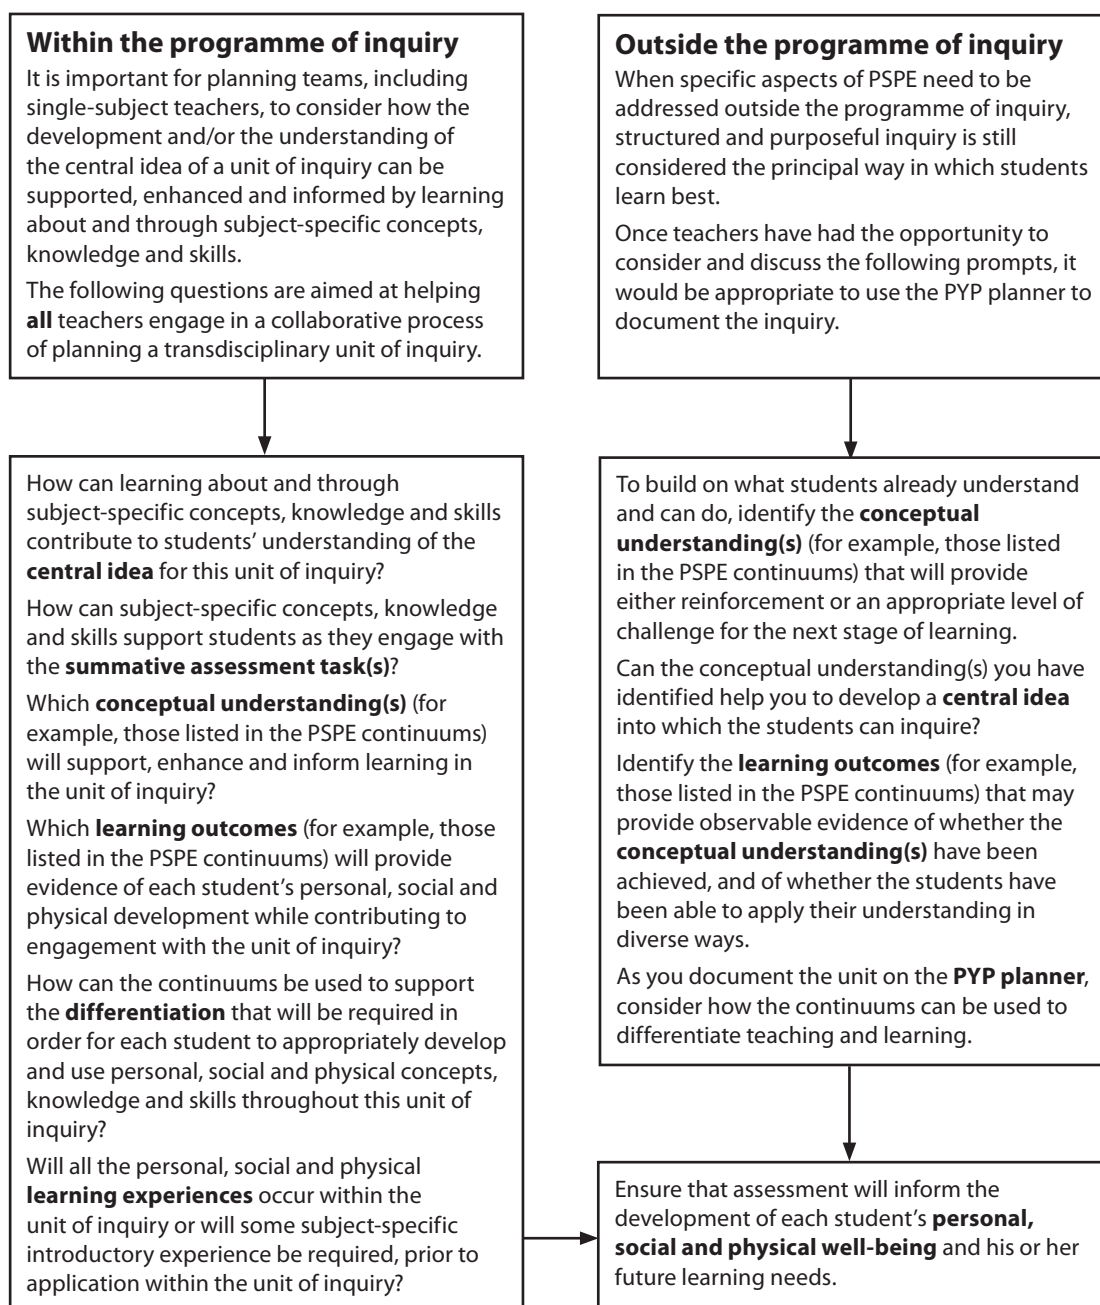 Within the programme of inquiry
It is important for planning teams, including
single-subject teachers, to consider how the
development and/or the understanding of
the central idea of a unit of inquiry can be
supported, enhanced and informed by learning
about and through subject-specific concepts,
knowledge and skills.
The following questions are aimed at helping
all teachers engage in a collaborative process
of planning a transdisciplinary unit of inquiry.
How can learning about and through
subject-specific concepts, knowledge and skills
contribute to students’ understanding of the
central idea for this unit of inquiry?
How can subject-specific concepts, knowledge
and skills support students as they engage with
the summative assessment task(s)?
Which conceptual understanding(s) (for
example, those listed in the PSPE continuums)
will support, enhance and inform learning in
the unit of inquiry?
Which learning outcomes (for example, those
listed in the PSPE continuums) will provide
evidence of each student’s personal, social and
physical development while contributing to
engagement with the unit of inquiry?
How can the continuums be used to support
the differentiation that will be required in
order for each student to appropriately develop
and use personal, social and physical concepts,
knowledge and skills throughout this unit of
inquiry?
Will all the personal, social and physical
learning experiences occur within the
unit of inquiry or will some subject-specific
introductory experience be required, prior to
application within the unit of inquiry?
Outside the programme of inquiry
When specific aspects of PSPE need to be
addressed outside the programme of inquiry,
structured and purposeful inquiry is still
considered the principal way in which students
learn best.
Once teachers have had the opportunity to
consider and discuss the following prompts, it
would be appropriate to use the PYP planner to
document the inquiry.
To build on what students already understand
and can do, identify the conceptual
understanding(s) (for example, those listed
in the PSPE continuums) that will provide
either reinforcement or an appropriate level of
challenge for the next stage of learning.
Can the conceptual understanding(s) you have
identified help you to develop a central idea
into which the students can inquire?
Identify the learning outcomes (for example,
those listed in the PSPE continuums) that may
provide observable evidence of whether the
conceptual understanding(s) have been
achieved, and of whether the students have
been able to apply their understanding in
diverse ways.
As you document the unit on the PYP planner,
consider how the continuums can be used to
differentiate teaching and learning.
Ensure that assessment will inform the
development of each student’s personal,
social and physical well-being and his or her
future learning needs.